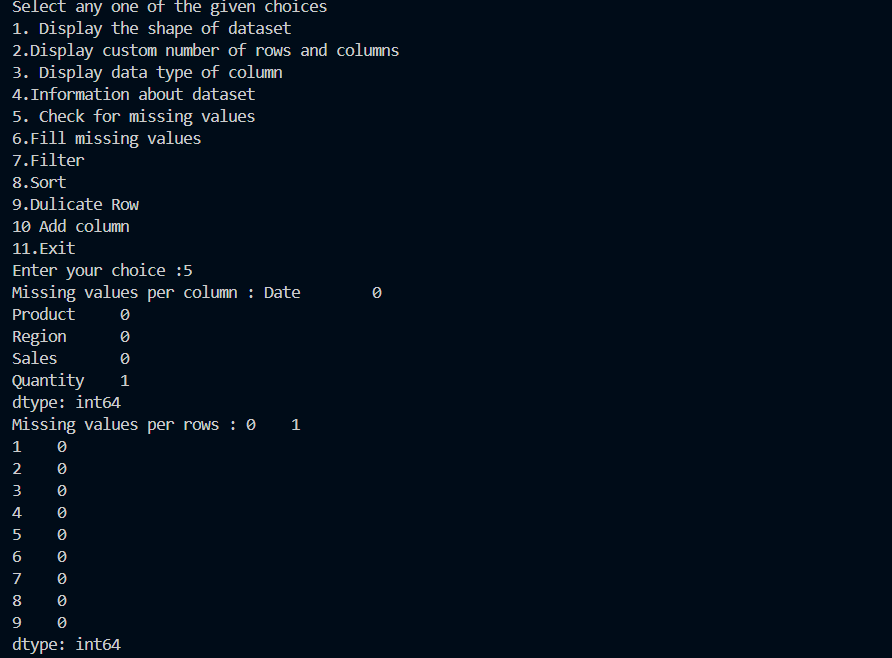 Select any one of the given choices
1. Display the shape of dataset
2.Display custom number of rows and columns
3. Display data type of column
4.Information about dataset
5. Check for missing values
6.Fill missing values
7.Filter
8.Sort
9.Dulicate Row
10 Add column
11.Exit
Enter your choice :5
Missing values per column : Date        0
Product     0
Region      0
Sales       0
Quantity    1
dtype: int64
Missing values per rows : 0    1
1    0
2    0
3    0
4    0
5    0
6    0
7    0
8    0
9    0
dtype: int64